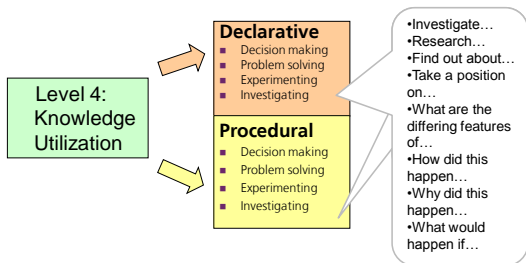 Level 4:
Knowledge
Utilization
Declarative
■ Decision making
■ Problem solving
■ Experimenting
■ Investigating
Procedural
■ Decision making
■ Problem solving
■ Experimenting
■ Investigating
•Investigate…
•Research…
•Find out about…
•Take a position
on…
•What are the
differing features
of…
•How did this
happen…
•Why did this
happen…
•What would
happen if…